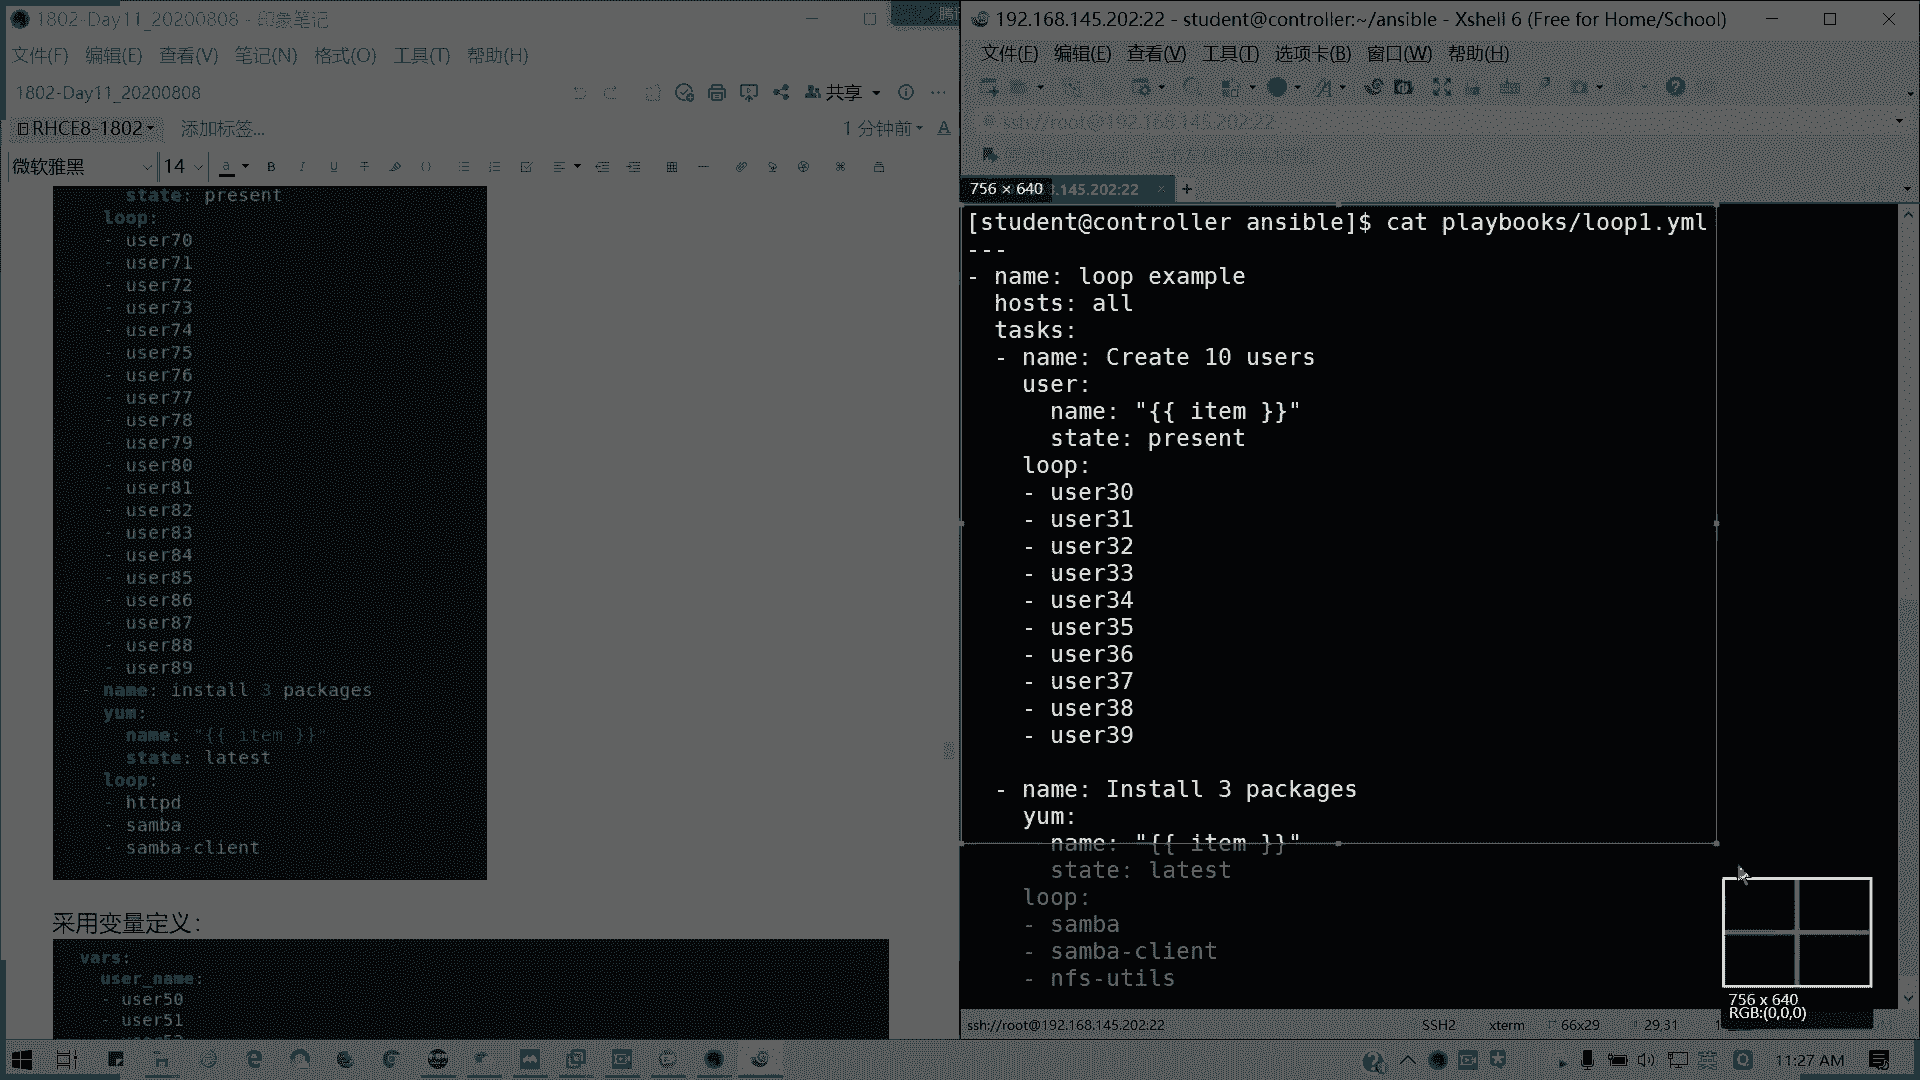 1802-Day11_20200808 - 印象笔记
文件(F) 编辑(E) 查看(V) 笔记(N) 格式(O) 工具(T) 帮助(H)
1802-Day11_20200808
共享
RHCE8-1802 添加标签...
1 分钟前
微软雅黑 14
state: present
loop:
- user70
- user71
- user72
- user73
- user74
- user75
- user76
- user77
- user78
- user79
- user80
- user81
- user82
- user83
- user84
- user85
- user86
- user87
- user88
- user89
- name: install 3 packages
yum:
name: "{{ item }}"
state: latest
loop:
- httpd
- samba
- samba-client
采用变量定义：
vars:
user_name:
- user50
- user51
192.168.145.202:22 - student@controller:~/ansible - Xshell 6 (Free for Home/School)
文件(F) 编辑(E) 查看(V) 工具(T) 选项卡(B) 窗口(W) 帮助(H)
ssh://root@192.168.145.202:22
756 × 640
.145.202:22
[student@controller ansible]$ cat playbooks/loop1.yml
---
- name: loop example
hosts: all
tasks:
- name: Create 10 users
user:
name: "{{ item }}"
state: present
loop:
- user30
- user31
- user32
- user33
- user34
- user35
- user36
- user37
- user38
- user39
- name: Install 3 packages
yum:
name: "{{ item }}"
state: latest
loop:
- samba
- samba-client
- nfs-utils
756 x 640
RGB:(0,0,0)
ssh://root@192.168.145.202:22 SSH2 xterm 66x29 29,31
英
11:27 AM